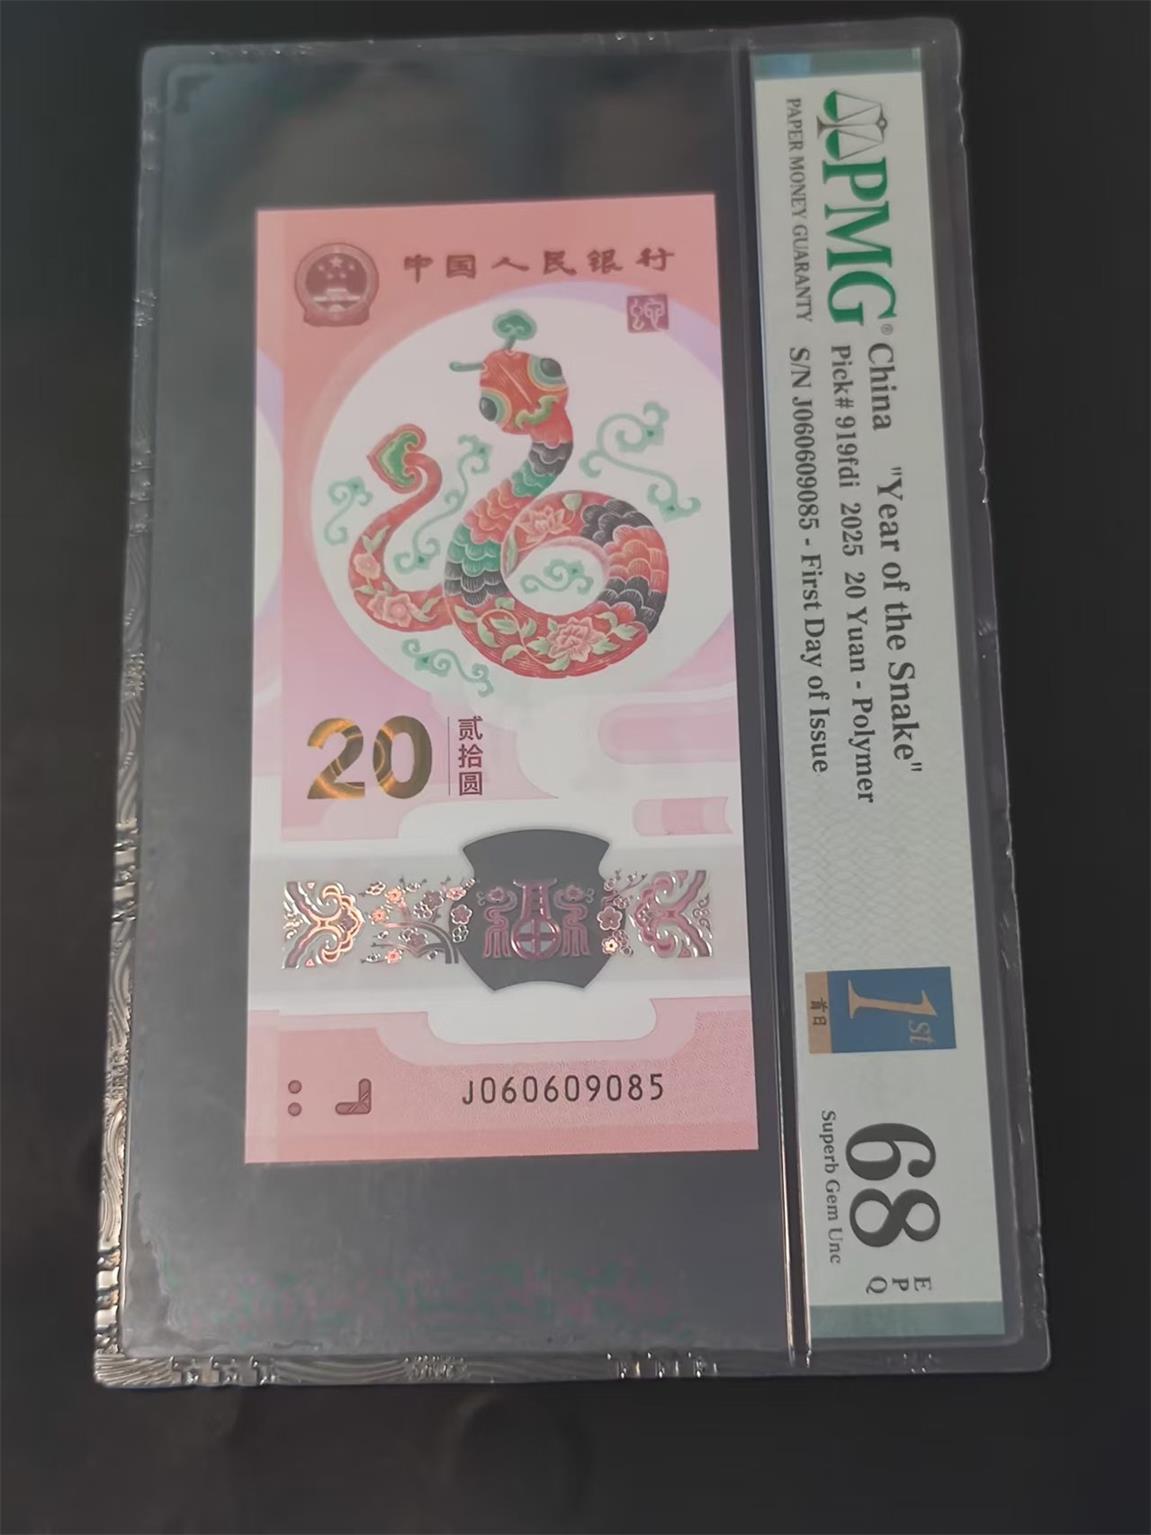 中国人民银行
蛇
20
贰拾圆
福
J060609085
PMG®
PAPER MONEY GUARANTY
China "Year of the Snake"
Pick# 919fdi 2025 20 Yuan - Polymer
S/N J060609085 - First Day of Issue
1st
首日
68
Superb Gem Unc
E
P
Q